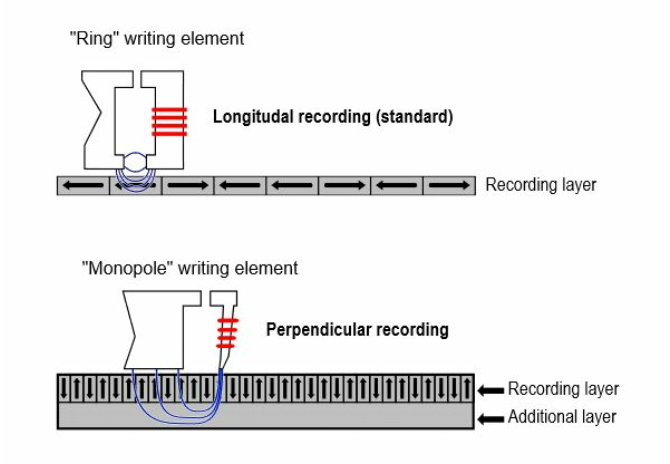 "Ring" writing element
Longitudal recording (standard)
Recording layer
"Monopole" writing element
Perpendicular recording
Recording layer
Additional layer